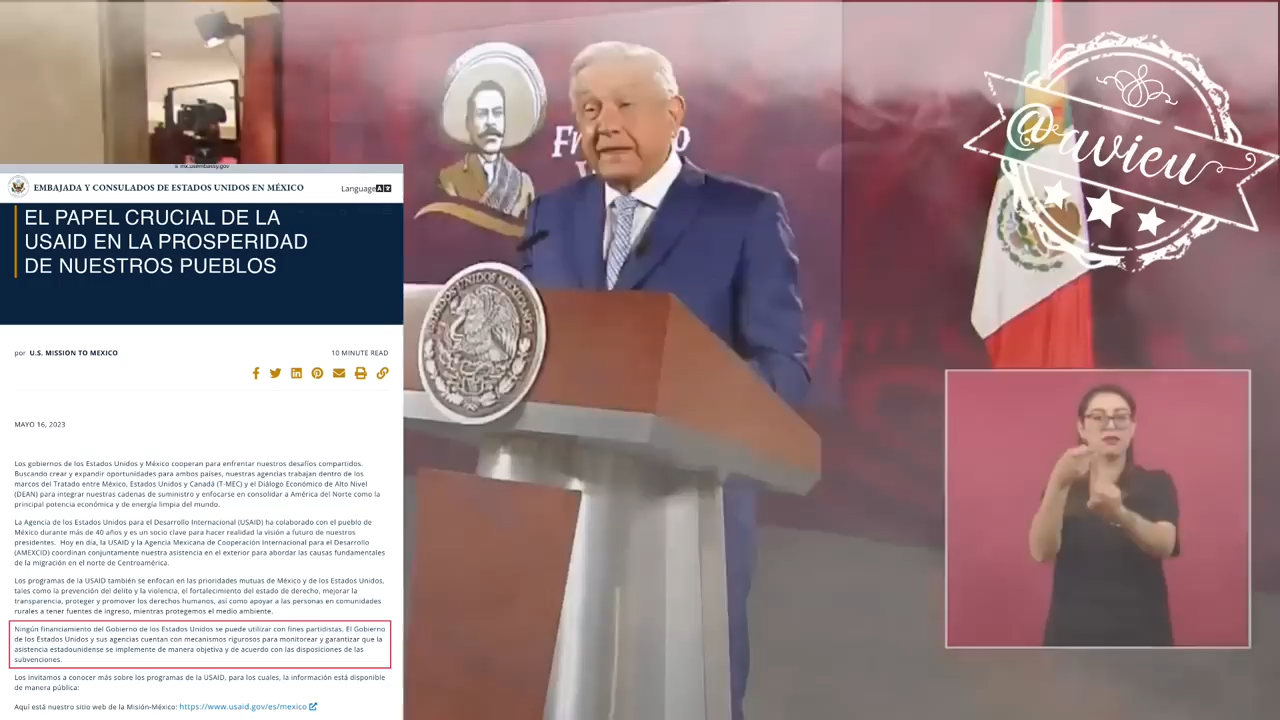 mx.usembassy.gov
EMBAJADA Y CONSULADOS DE ESTADOS UNIDOS EN MÉXICO
Language
EL PAPEL CRUCIAL DE LA
USAID EN LA PROSPERIDAD
DE NUESTROS PUEBLOS
por U.S. MISSION TO MEXICO
10 MINUTE READ
MAYO 16, 2023
Los gobiernos de los Estados Unidos y México cooperan para enfrentar nuestros desafíos compartidos.
Buscando crear y expandir oportunidades para ambos países, nuestras agencias trabajan dentro de los
marcos del Tratado entre México, Estados Unidos y Canadá (T-MEC) y el Diálogo Económico de Alto Nivel
(DEAN) para integrar nuestras cadenas de suministro y enfocarse en consolidar a América del Norte como la
principal potencia económica y de energía limpia del mundo.
La Agencia de los Estados Unidos para el Desarrollo Internacional (USAID) ha colaborado con el pueblo de
México durante más de 40 años y es un socio clave para hacer realidad la visión a futuro de nuestros
presidentes. Hoy en día, la USAID y la Agencia Mexicana de Cooperación Internacional para el Desarrollo
(AMEXCID) coordinan conjuntamente nuestra asistencia en el exterior para abordar las causas fundamentales
de la migración en el norte de Centroamérica.
Los programas de la USAID también se enfocan en las prioridades mutuas de México y de los Estados Unidos,
tales como la prevención del delito y la violencia, el fortalecimiento del estado de derecho, mejorar la
transparencia, proteger y promover los derechos humanos, así como apoyar a las personas en comunidades
rurales a tener fuentes de ingreso, mientras protegemos el medio ambiente.
Ningún financiamiento del Gobierno de los Estados Unidos se puede utilizar con fines partidistas. El Gobierno
de los Estados Unidos y sus agencias cuentan con mecanismos rigurosos para monitorear y garantizar que la
asistencia estadounidense se implemente de manera objetiva y de acuerdo con las disposiciones de las
subvenciones.
Los invitamos a conocer más sobre los programas de la USAID, para los cuales, la información está disponible
de manera pública:
Aquí está nuestro sitio web de la Misión-México: https://www.usaid.gov/es/mexico
ESTADOS UNIDOS MEXICANOS
@avieu